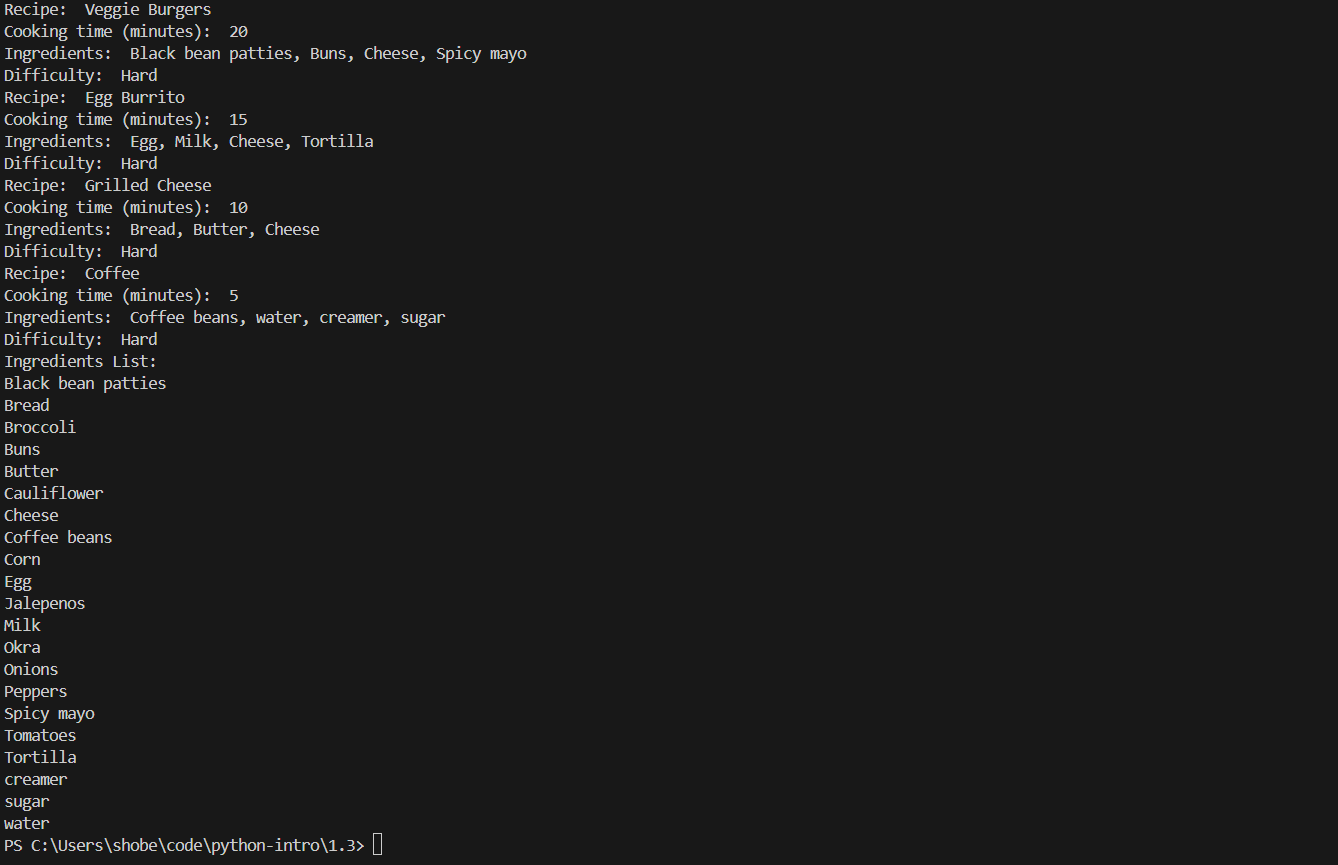 Recipe:  Veggie Burgers
Cooking time (minutes):  20
Ingredients:  Black bean patties, Buns, Cheese, Spicy mayo
Difficulty:  Hard
Recipe:  Egg Burrito
Cooking time (minutes):  15
Ingredients:  Egg, Milk, Cheese, Tortilla
Difficulty:  Hard
Recipe:  Grilled Cheese
Cooking time (minutes):  10
Ingredients:  Bread, Butter, Cheese
Difficulty:  Hard
Recipe:  Coffee
Cooking time (minutes):  5
Ingredients:  Coffee beans, water, creamer, sugar
Difficulty:  Hard
Ingredients List:
Black bean patties
Bread
Broccoli
Buns
Butter
Cauliflower
Cheese
Coffee beans
Corn
Egg
Jalepenos
Milk
Okra
Onions
Peppers
Spicy mayo
Tomatoes
Tortilla
creamer
sugar
water
PS C:\Users\shobe\code\python-intro\1.3>